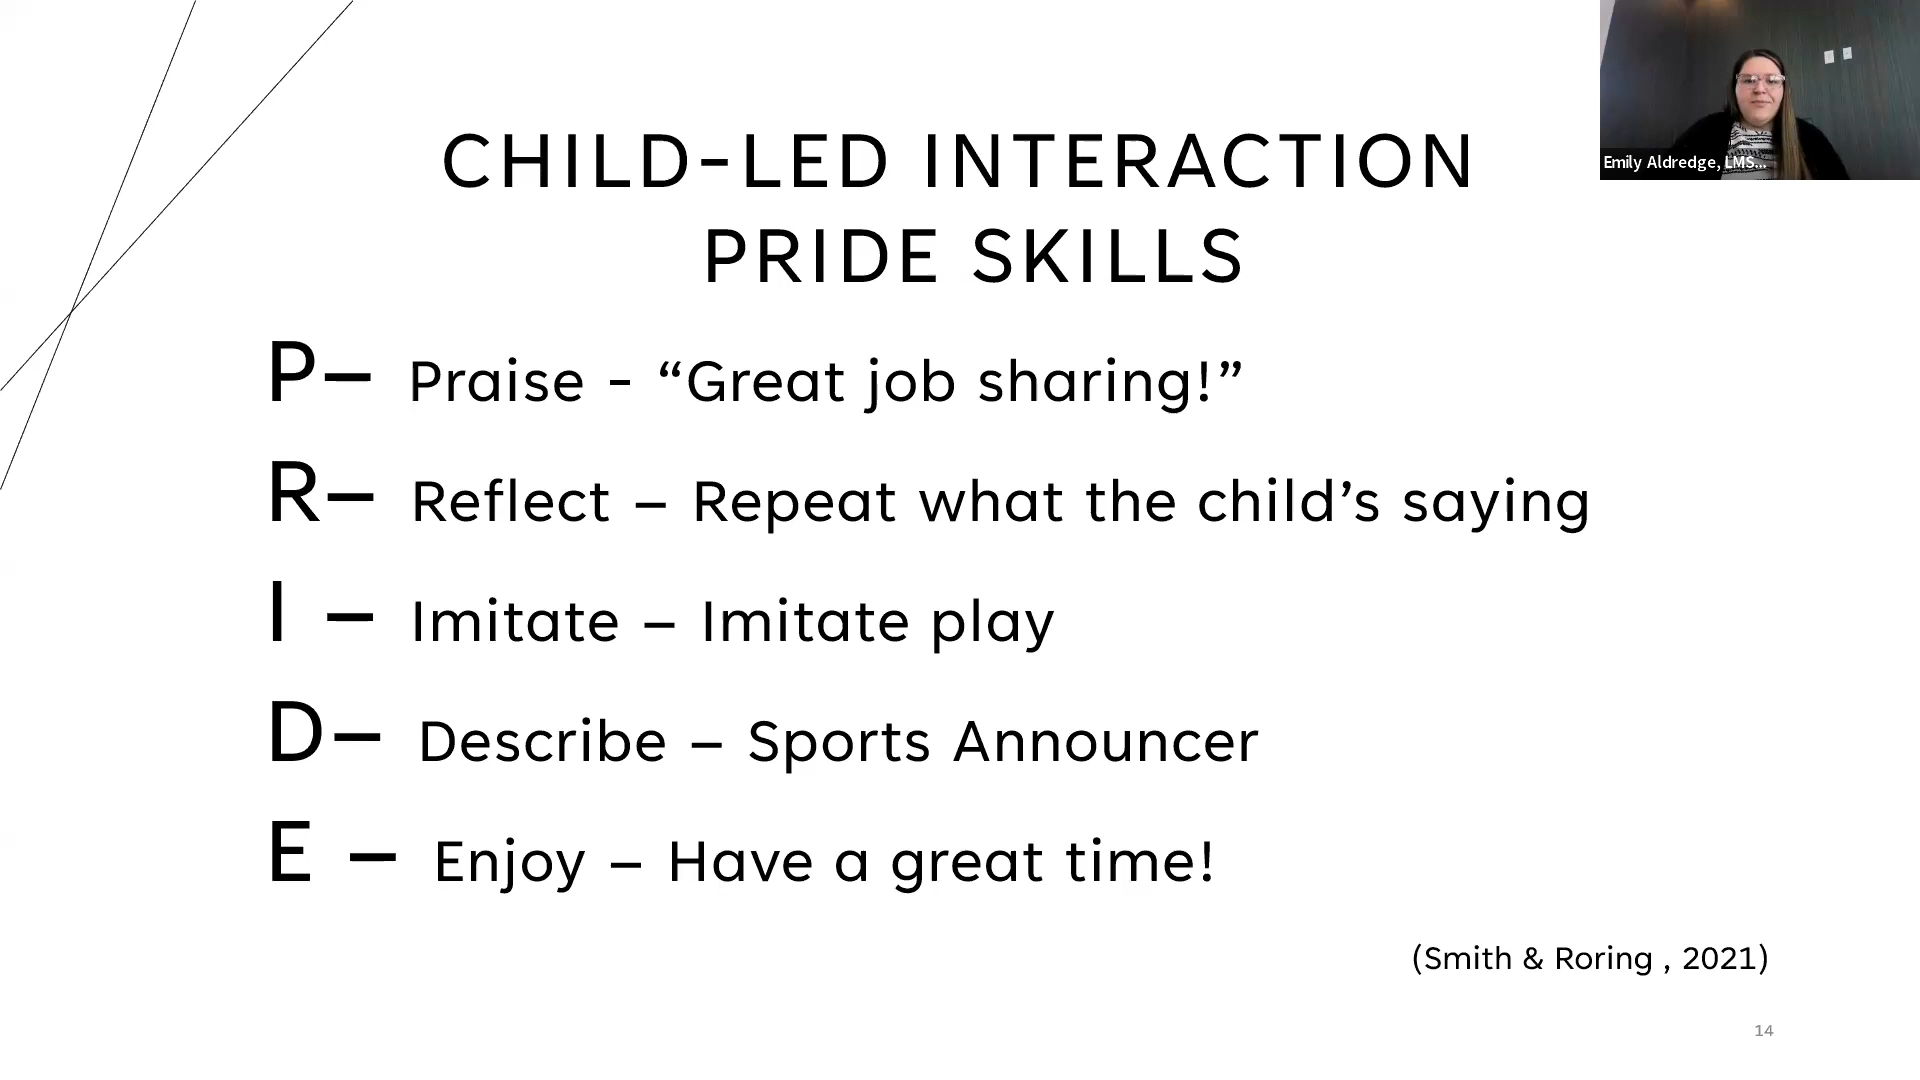 Emily Aldredge, LMS...
CHILD-LED INTERACTION
PRIDE SKILLS
P– Praise - “Great job sharing!”
R– Reflect – Repeat what the child’s saying
I – Imitate – Imitate play
D– Describe – Sports Announcer
E – Enjoy – Have a great time!
(Smith & Roring , 2021)
14